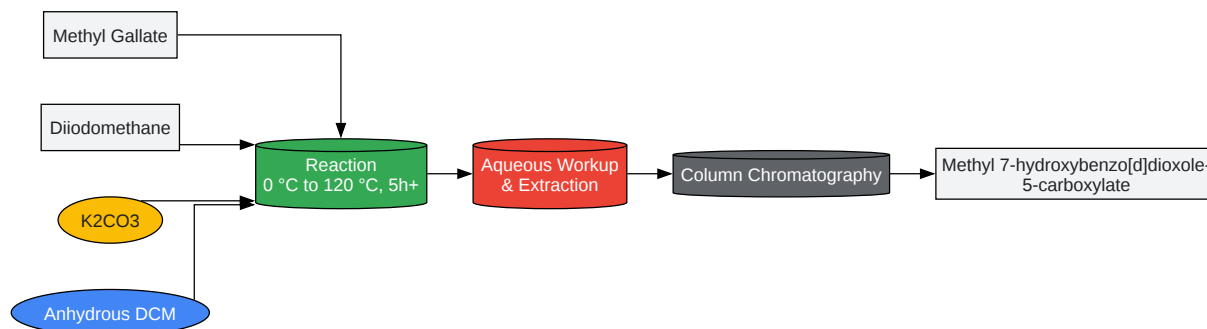 Methyl Gallate
Diiodomethane
K2CO3
Anhydrous DCM
Reaction
0 °C to 120 °C, 5h+
Aqueous Workup
& Extraction
Column Chromatography
Methyl 7-hydroxybenzo[d]dioxole-
5-carboxylate